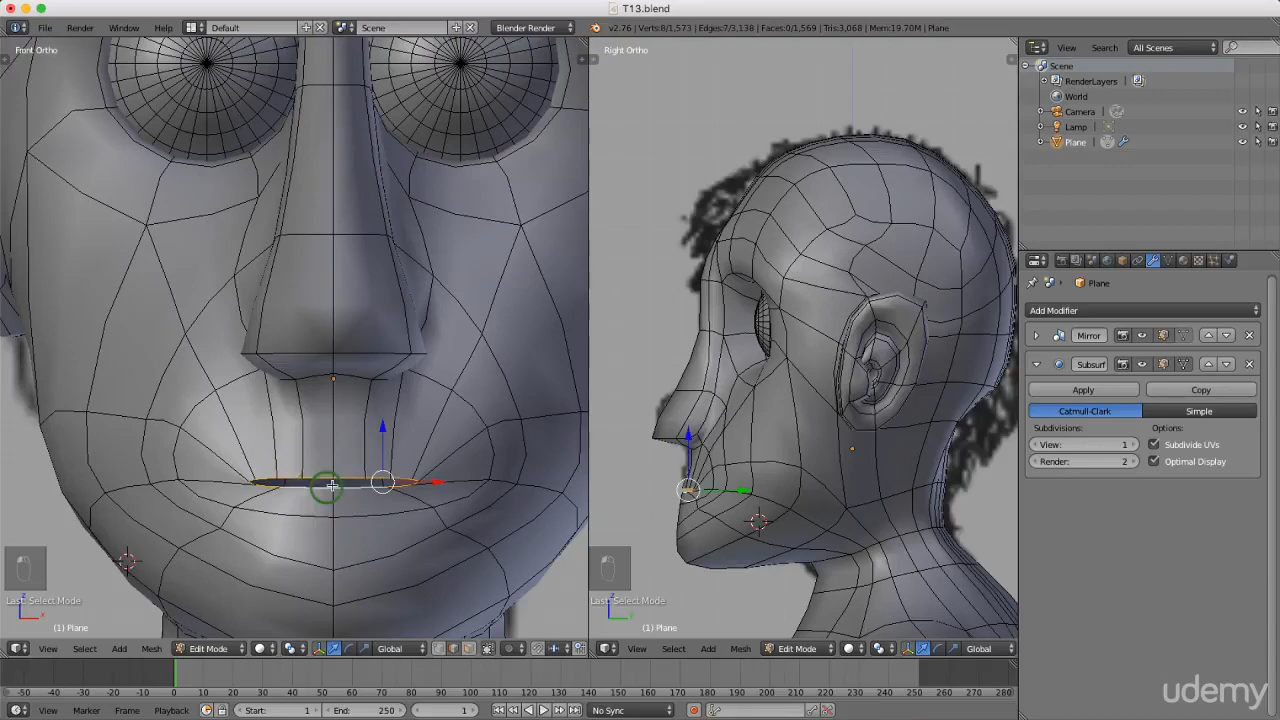 T13.blend
File Render Window Help Default Scene Blender Render v2.76 | Verts:8/1,573 | Edges:7/3,138 | Faces:0/1,569 | Tris:3,068 | Mem:19.70M | Plane
Front Ortho
Right Ortho
View Search All Scenes
Scene
RenderLayers
World
Camera
Lamp
Plane
Plane
Add Modifier
Mirror
Subsurf
Apply Copy
Catmull-Clark Simple
Subdivisions: Options:
View: 1 Subdivide UVs
Render: 2 Optimal Display
Last: Select Mode
Last: Select Mode
z x
z y
(1) Plane
(1) Plane
View Select Add Mesh Edit Mode Global
View Select Add Mesh Edit Mode Global
-50 -40 -30 -20 -10 0 10 20 30 40 50 60 70 80 90 100 110 120 130 140 150 160 170 180 190 200 210 220 230 240 250 260 270 280
View Marker Frame Playback Start: 1 End: 250 1 No Sync
udemy